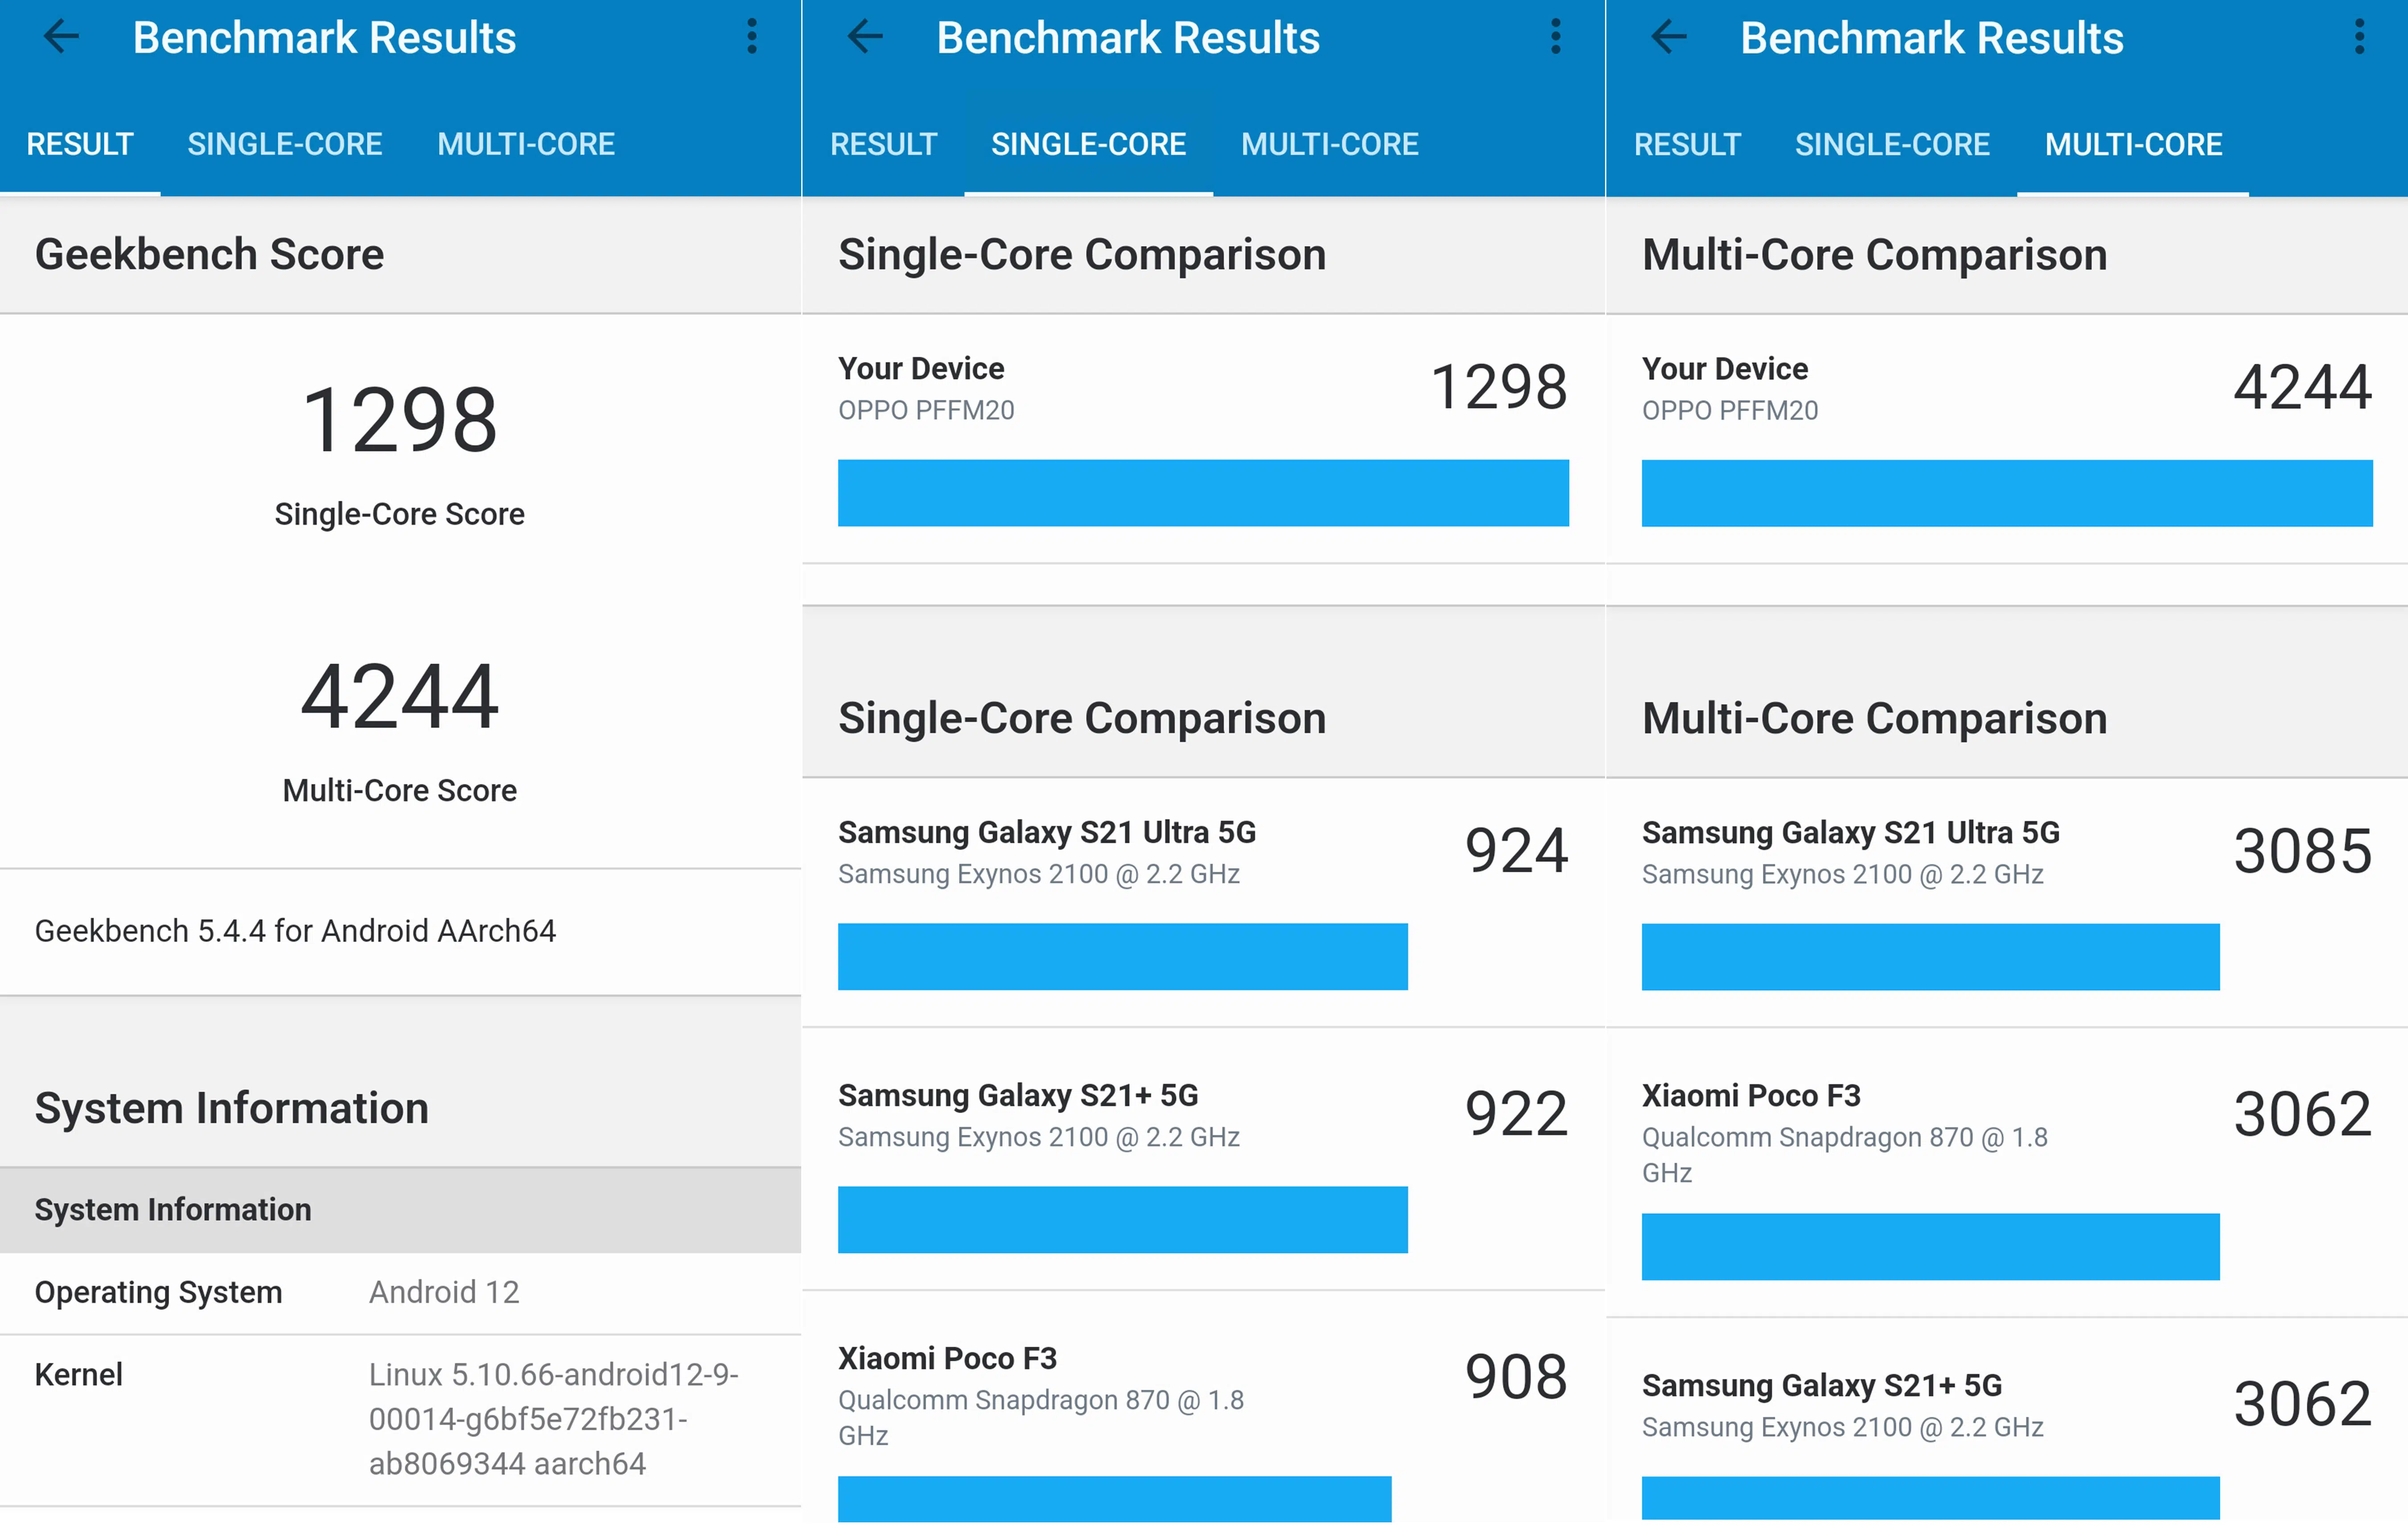 Benchmark Results
RESULT SINGLE-CORE MULTI-CORE
Geekbench Score
1298
Single-Core Score
4244
Multi-Core Score
Geekbench 5.4.4 for Android AArch64
System Information
System Information
Operating System Android 12
Kernel Linux 5.10.66-android12-9-
00014-g6bf5e72fb231-
ab8069344 aarch64
Benchmark Results
RESULT SINGLE-CORE MULTI-CORE
Single-Core Comparison
Your Device 1298
OPPO PFFM20
Single-Core Comparison
Samsung Galaxy S21 Ultra 5G 924
Samsung Exynos 2100 @ 2.2 GHz
Samsung Galaxy S21+ 5G 922
Samsung Exynos 2100 @ 2.2 GHz
Xiaomi Poco F3 908
Qualcomm Snapdragon 870 @ 1.8
GHz
Benchmark Results
RESULT SINGLE-CORE MULTI-CORE
Multi-Core Comparison
Your Device 4244
OPPO PFFM20
Multi-Core Comparison
Samsung Galaxy S21 Ultra 5G 3085
Samsung Exynos 2100 @ 2.2 GHz
Xiaomi Poco F3 3062
Qualcomm Snapdragon 870 @ 1.8
GHz
Samsung Galaxy S21+ 5G 3062
Samsung Exynos 2100 @ 2.2 GHz